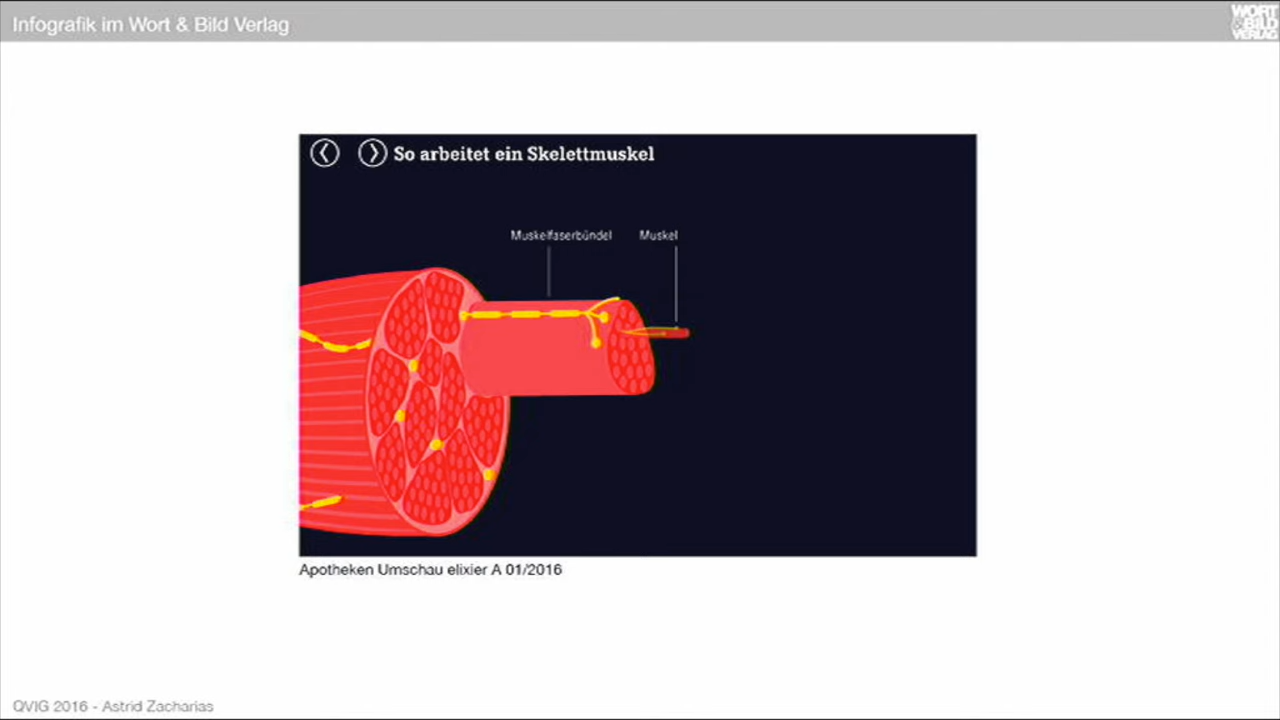 Infografik im Wort & Bild Verlag
WORT
&BILD
VERLAG
So arbeitet ein Skelettmuskel
Muskelfaserbündel Muskel
Apotheken Umschau elixier A 01/2016
QVIG 2016 - Astrid Zacharias